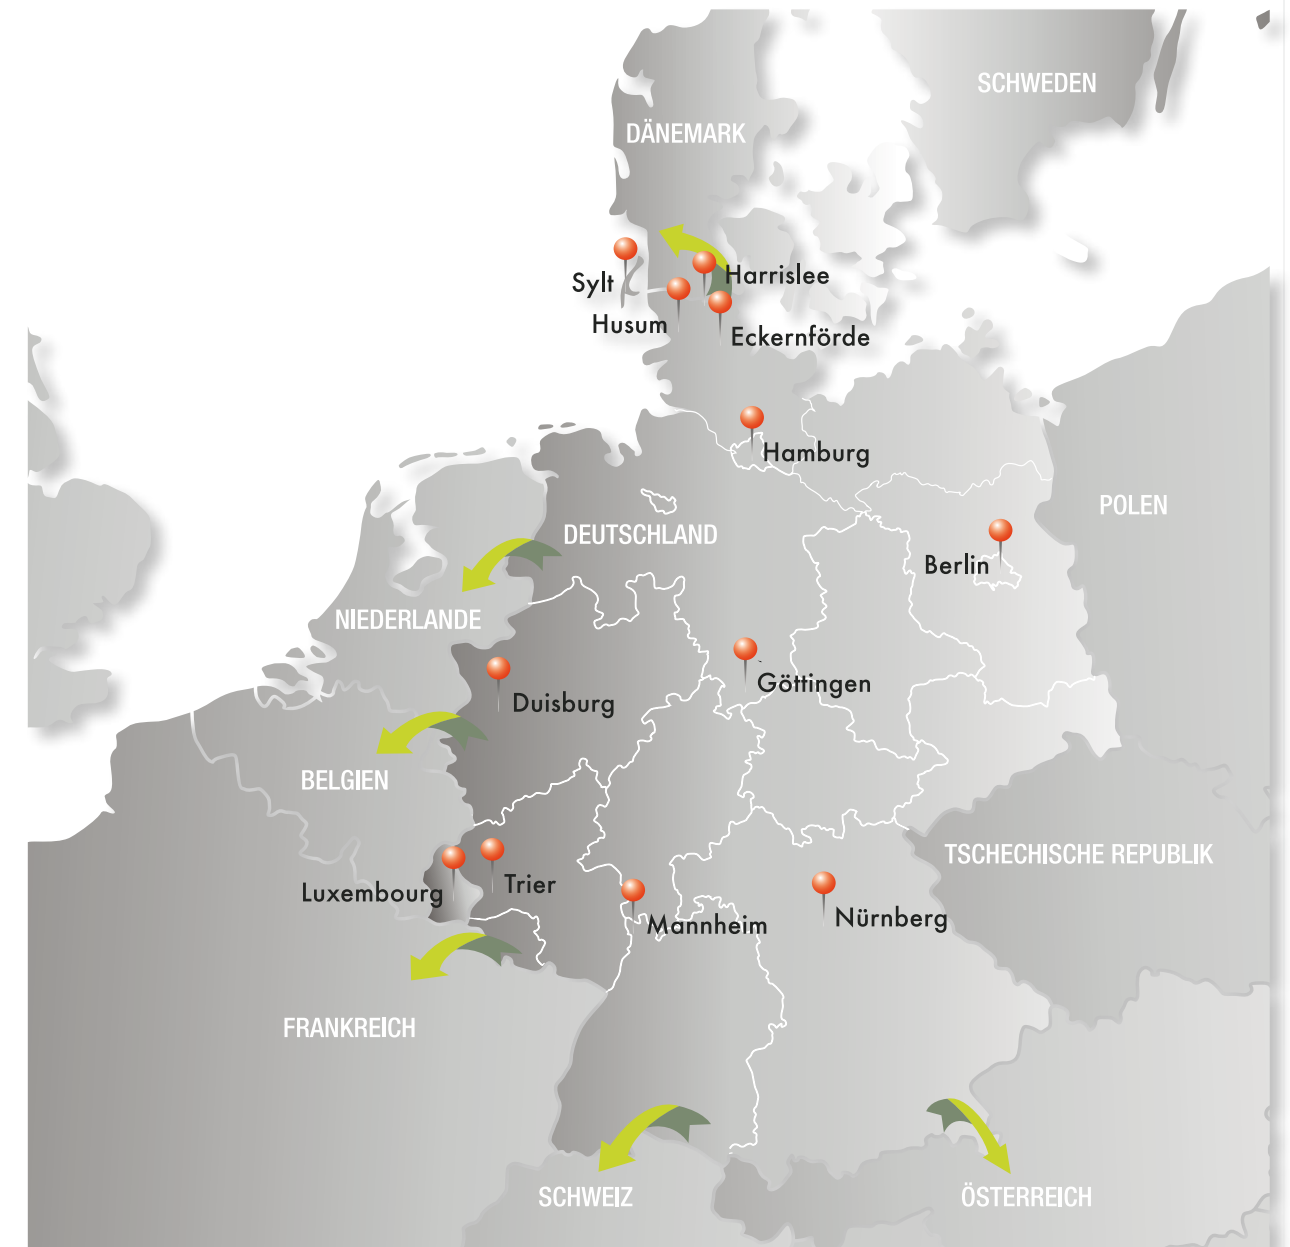 SCHWEDEN
DÄNEMARK
Harrislee
Sylt
Husum
Eckernförde
Hamburg
POLEN
DEUTSCHLAND
Berlin
NIEDERLANDE
Göttingen
Duisburg
BELGIEN
TSCHECHISCHE REPUBLIK
Trier
Luxembourg
Nürnberg
Mannheim
FRANKREICH
SCHWEIZ
ÖSTERREICH